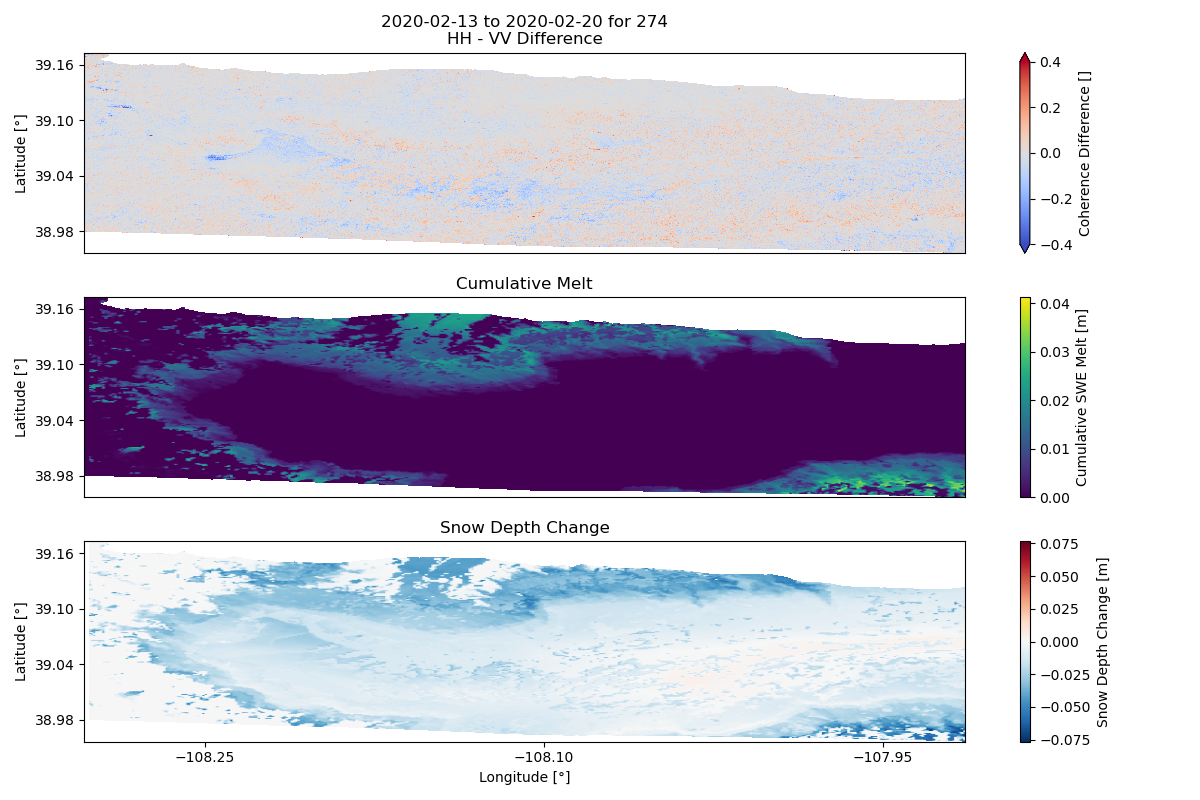 2020-02-13 to 2020-02-20 for 274
HH - VV Difference
39.16
39.10
39.04
38.98
Latitude [°]
0.4
0.2
0.0
−0.2
−0.4
Coherence Difference []
Cumulative Melt
39.16
39.10
39.04
38.98
Latitude [°]
0.04
0.03
0.02
0.01
0.00
Cumulative SWE Melt [m]
Snow Depth Change
39.16
39.10
39.04
38.98
Latitude [°]
−108.25
−108.10
−107.95
Longitude [°]
0.075
0.050
0.025
0.000
−0.025
−0.050
−0.075
Snow Depth Change [m]